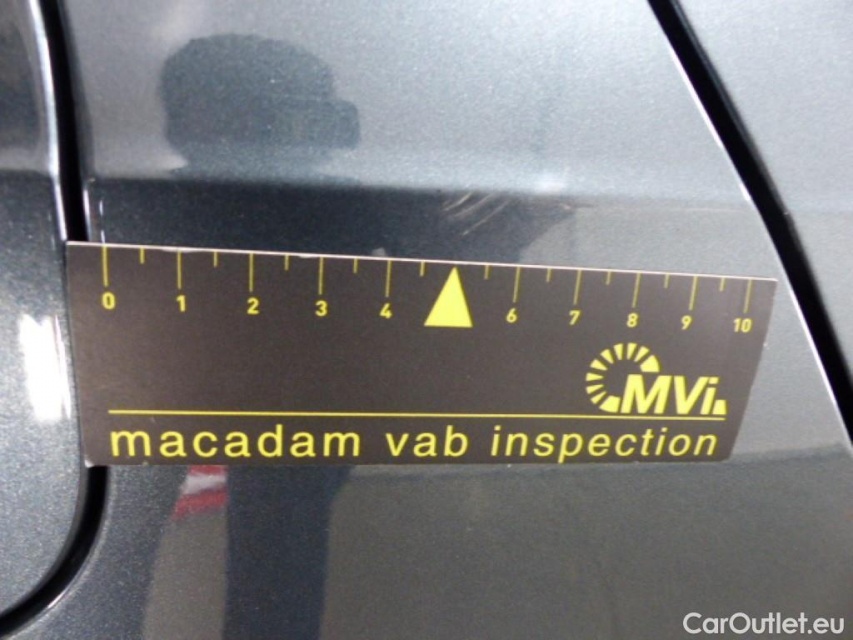 0 1 2 3 4 6 7 8 9 10
MVi
macadam vab inspection
CarOutlet.eu